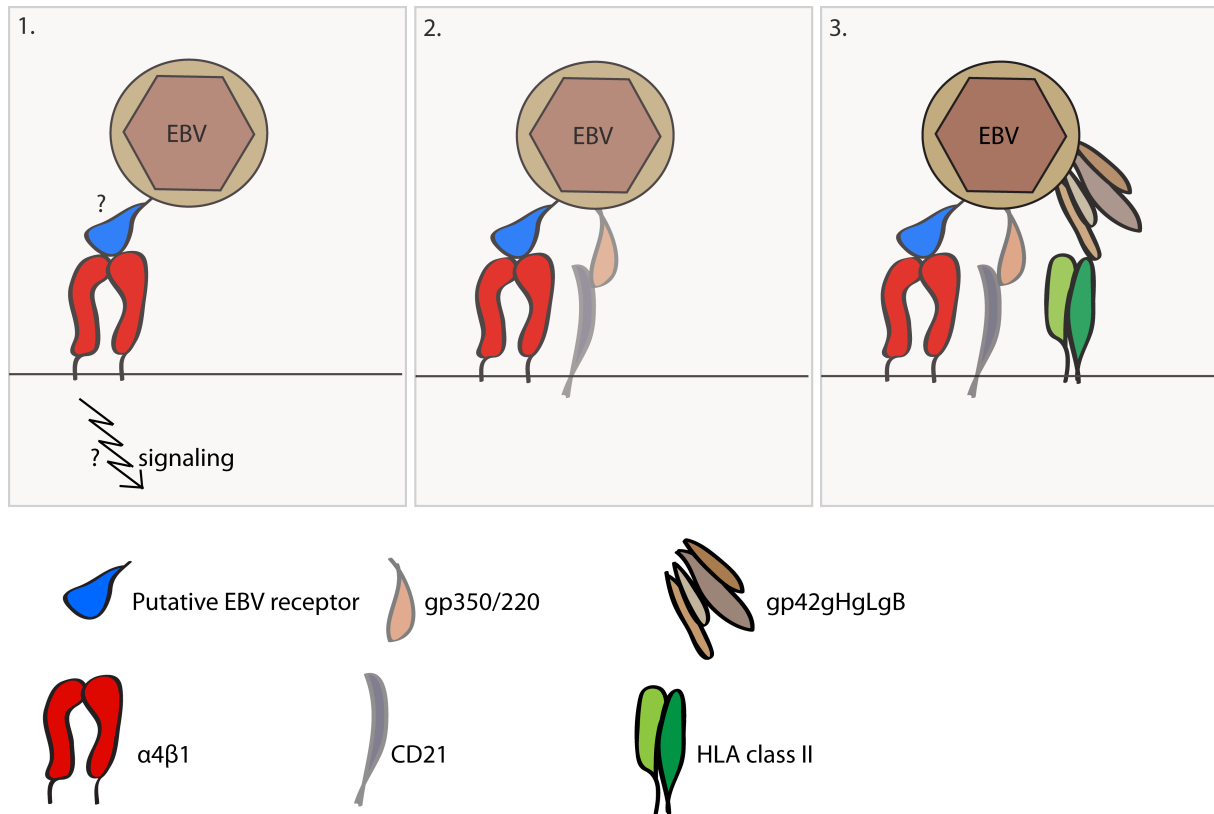 1.
EBV
?
?
signaling
2.
EBV
3.
EBV
Putative EBV receptor
gp350/220
gp42gHgLgB
α4β1
CD21
HLA class II